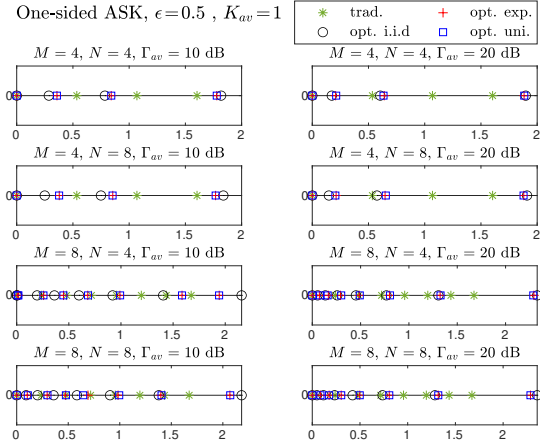 One-sided ASK, ϵ=0.5 , K_av=1
trad. opt. exp.
opt. i.i.d opt. uni.
M = 4, N = 4, Γ_av = 10 dB M = 4, N = 4, Γ_av = 20 dB
0 0
0 0.5 1 1.5 2 0 0.5 1 1.5 2
M = 4, N = 8, Γ_av = 10 dB M = 4, N = 8, Γ_av = 20 dB
0 0
0 0.5 1 1.5 2 0 0.5 1 1.5 2
M = 8, N = 4, Γ_av = 10 dB M = 8, N = 4, Γ_av = 20 dB
0 0
0 0.5 1 1.5 2 0 0.5 1 1.5 2
M = 8, N = 8, Γ_av = 10 dB M = 8, N = 8, Γ_av = 20 dB
0 0
0 0.5 1 1.5 2 0 0.5 1 1.5 2